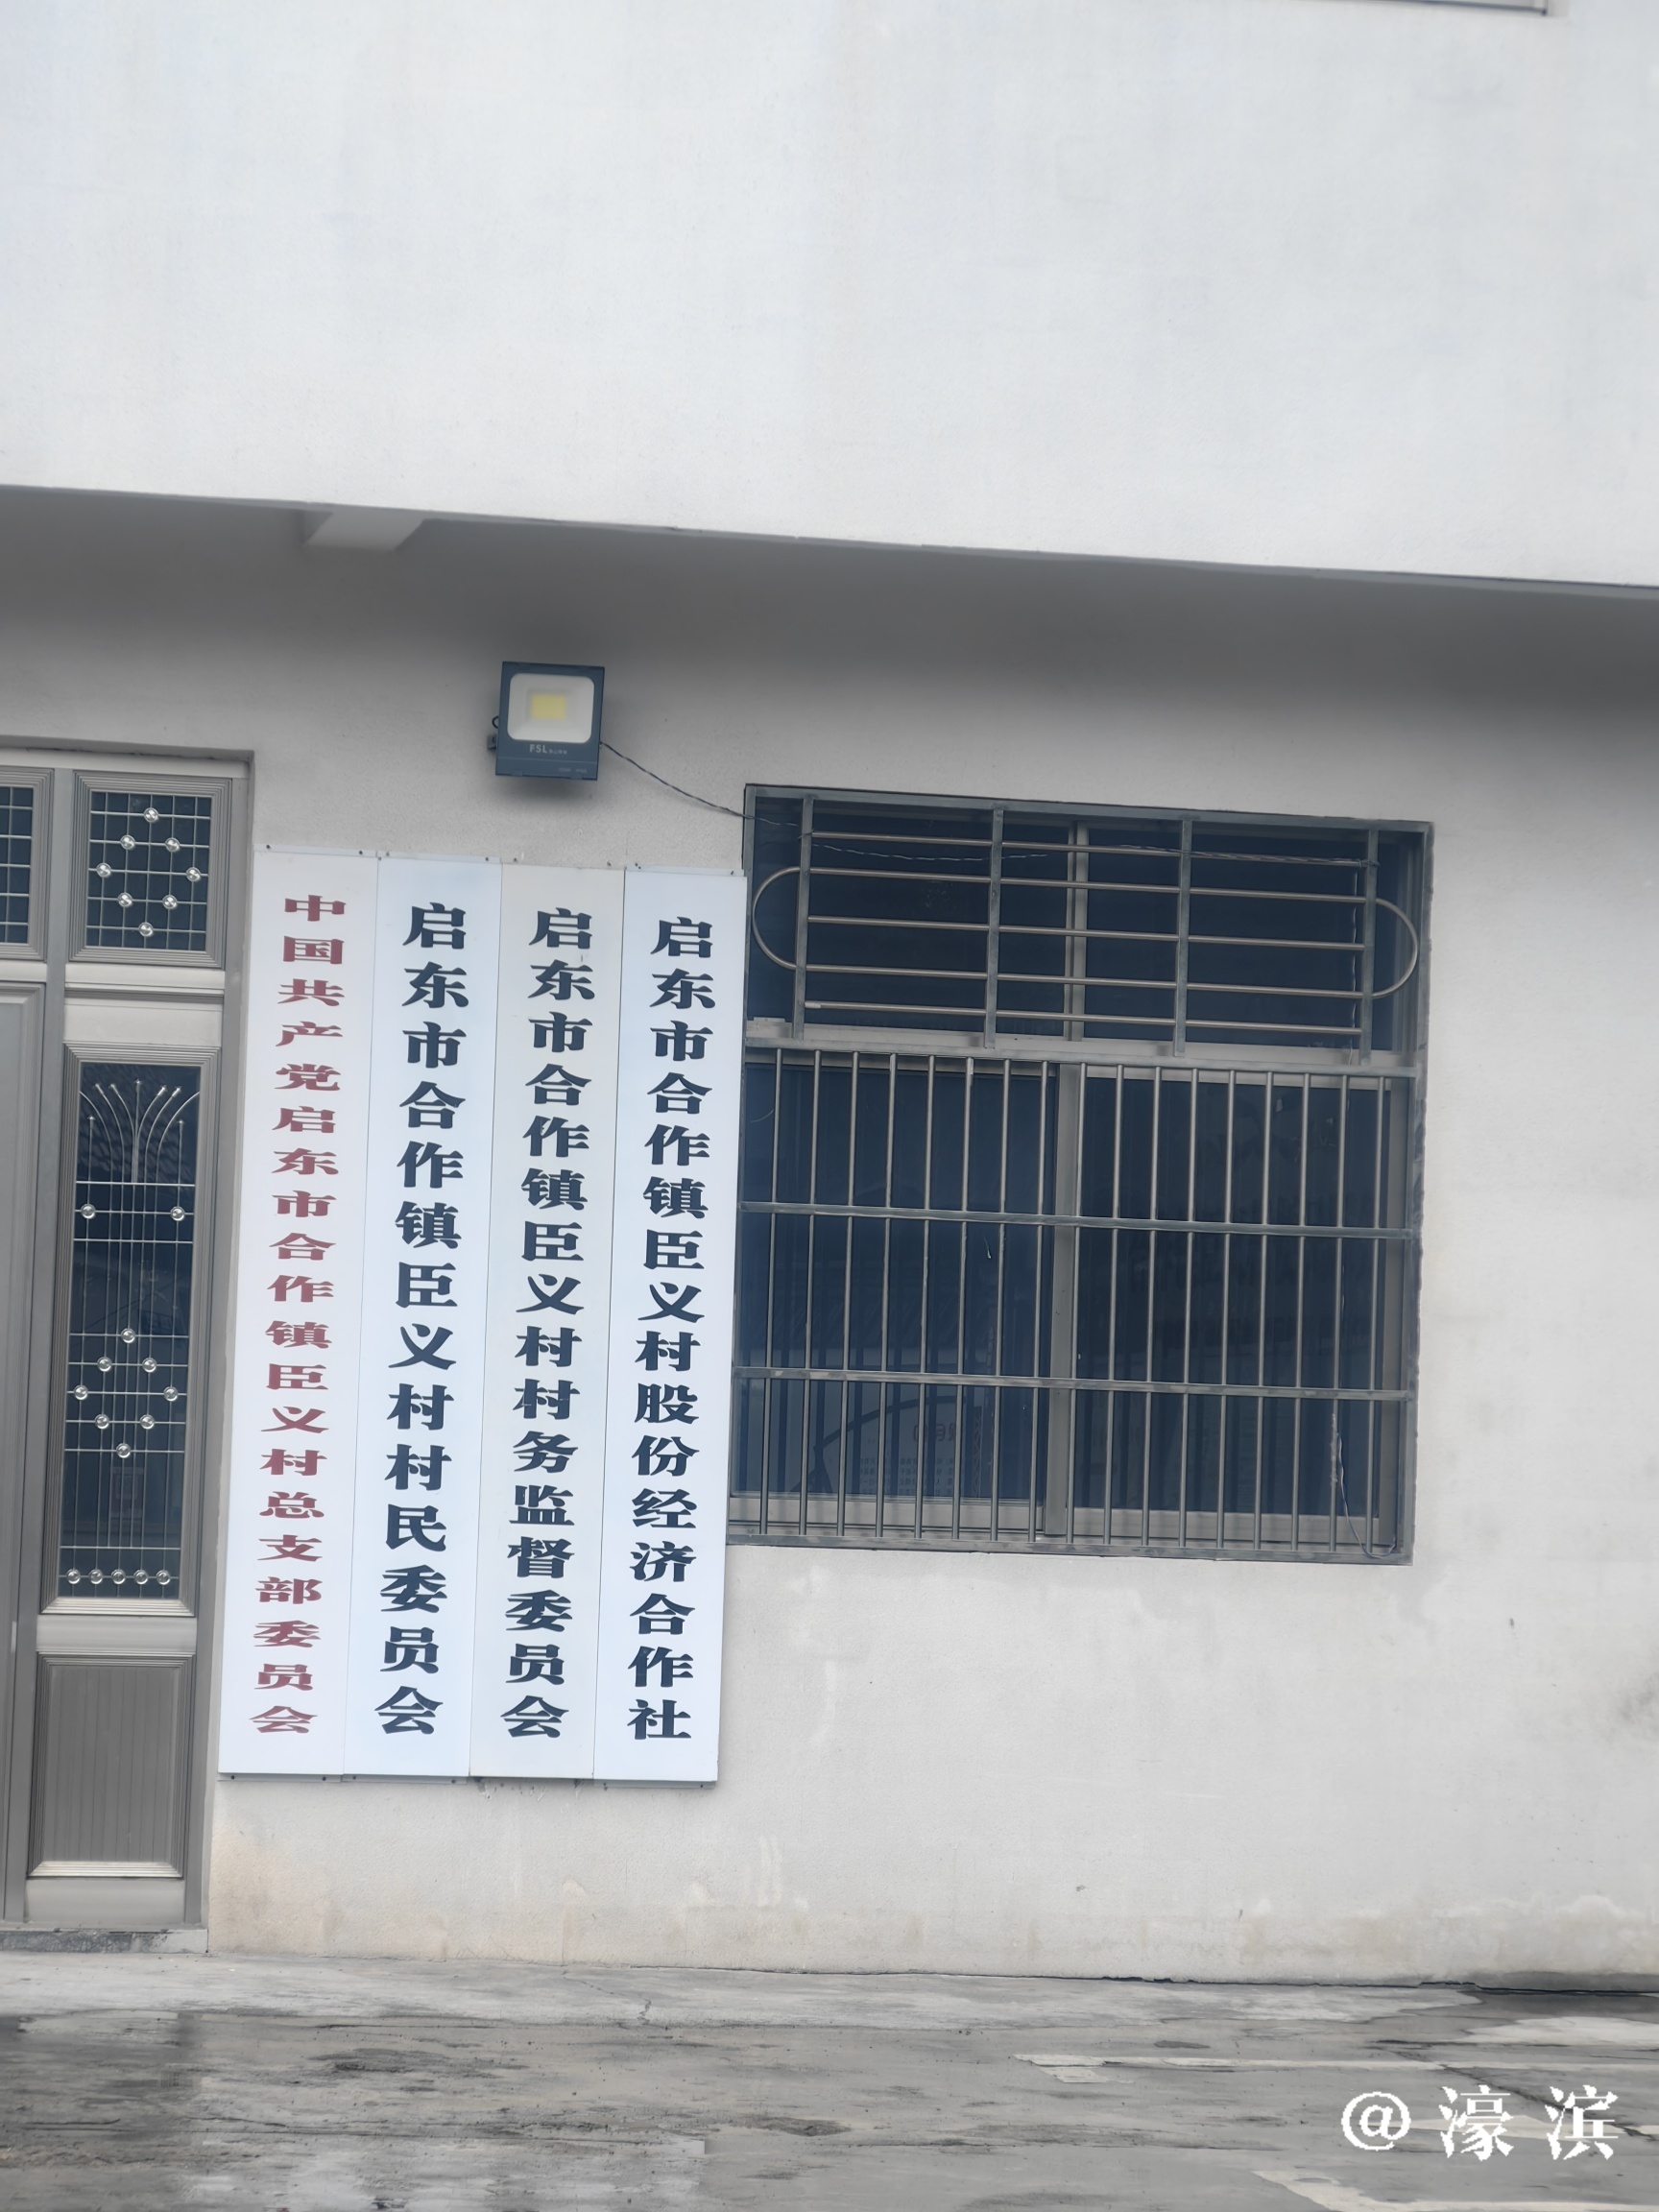 中国共产党启东市合作镇臣义村总支部委员会
启东市合作镇臣义村村民委员会
启东市合作镇臣义村村务监督委员会
启东市合作镇臣义村股份经济合作社
FSL
@濠滨